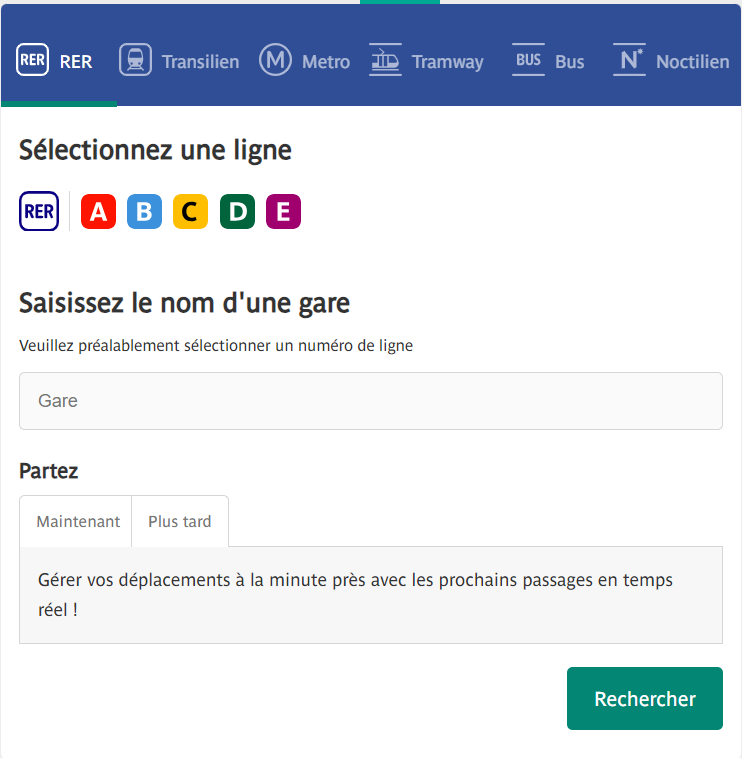 RER RER Transilien M Metro Tramway BUS Bus N* Noctilien
Sélectionnez une ligne
RER A B C D E
Saisissez le nom d'une gare
Veuillez préalablement sélectionner un numéro de ligne
Gare
Partez
Maintenant Plus tard
Gérer vos déplacements à la minute près avec les prochains passages en temps
réel !
Rechercher